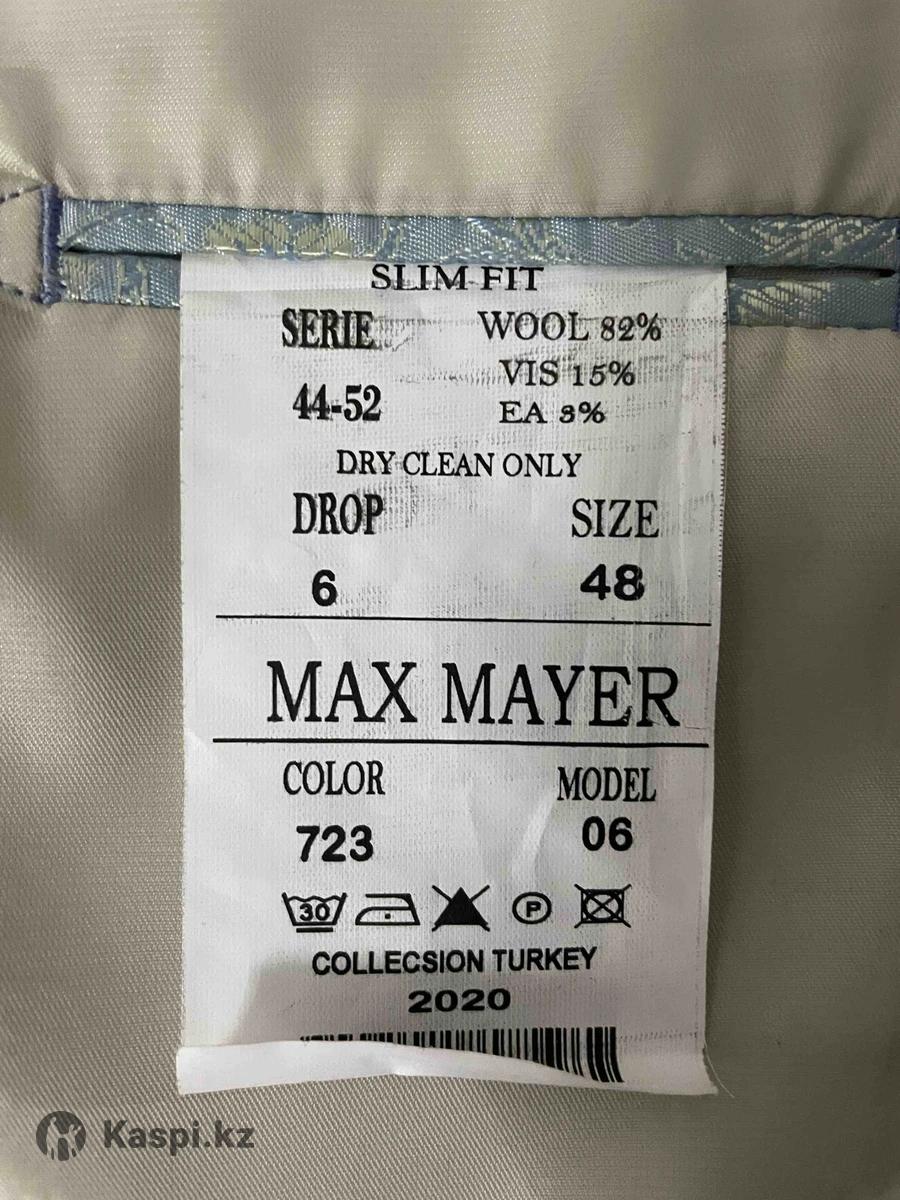 SLIM FIT
SERIE WOOL 82%
VIS 15%
44-52 EA 3%
DRY CLEAN ONLY
DROP SIZE
6 48
MAX MAYER
COLOR MODEL
723 06
30 P
COLLECSION TURKEY
2020
Kaspi.kz